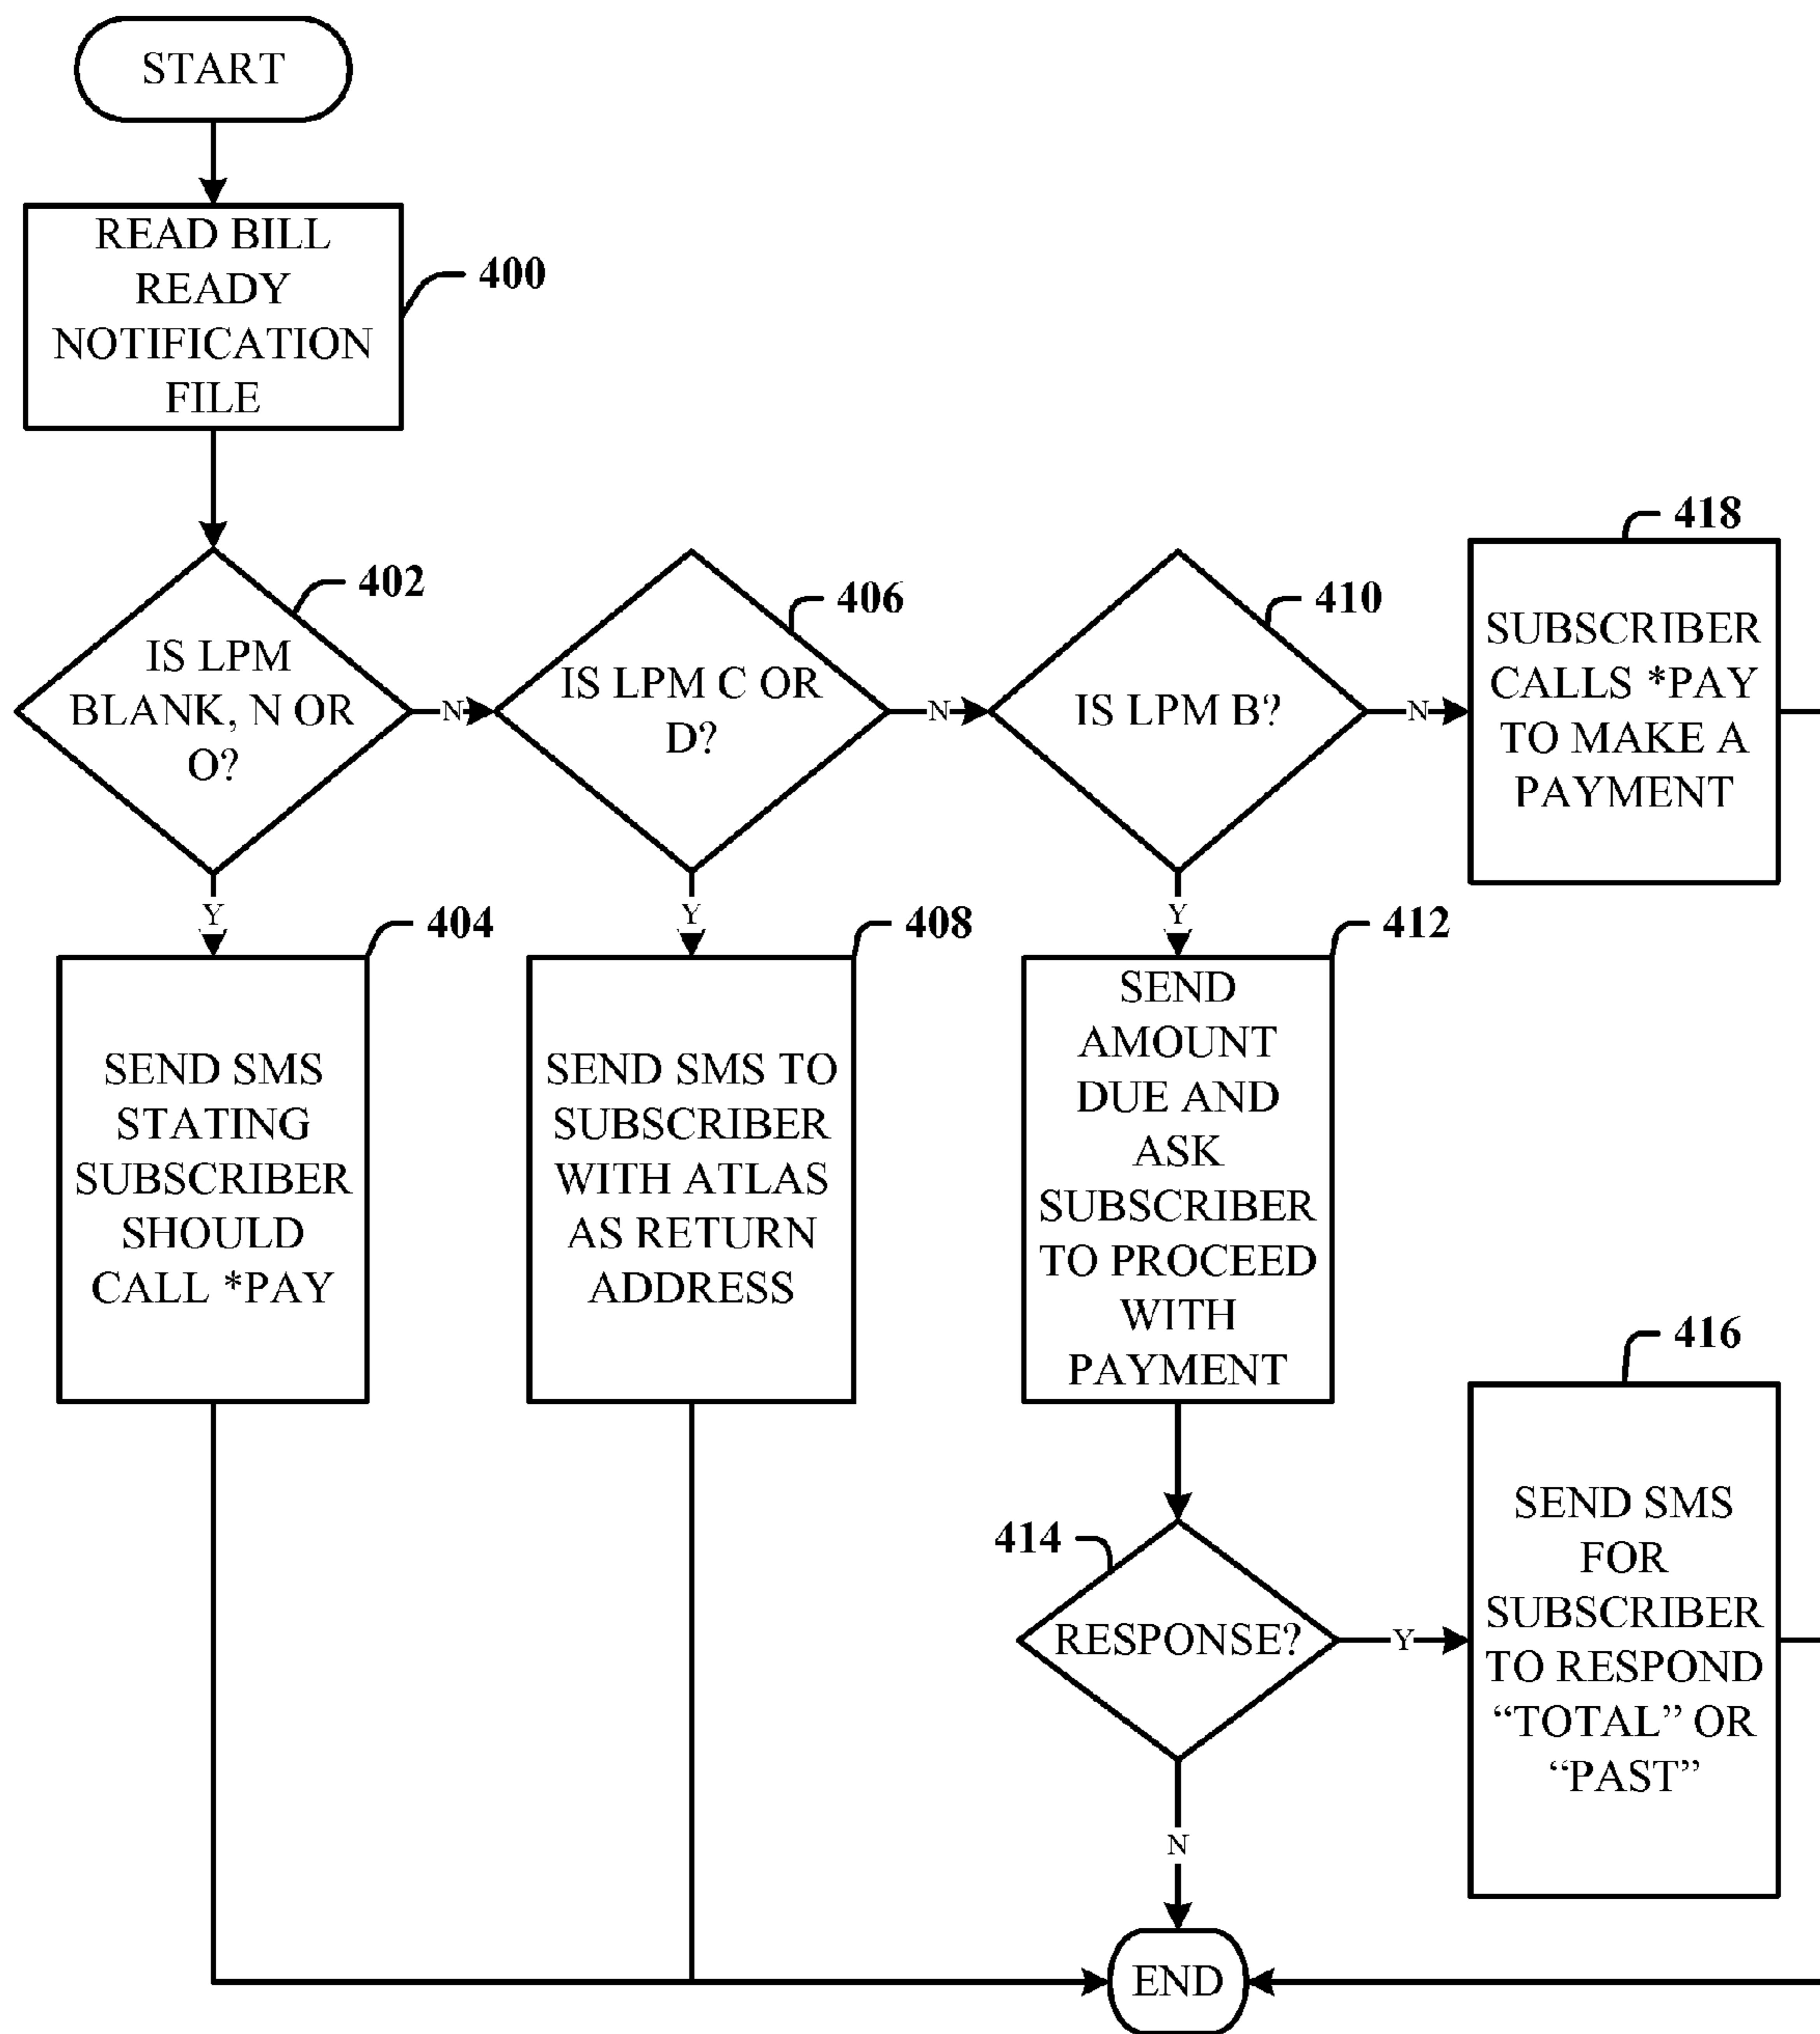 START
READ BILL
READY
NOTIFICATION
FILE
400
402
IS LPM
BLANK, N OR
O?
N
Y
406
IS LPM C OR
D?
N
Y
410
IS LPM B?
N
Y
418
SUBSCRIBER
CALLS *PAY
TO MAKE A
PAYMENT
404
SEND SMS
STATING
SUBSCRIBER
SHOULD
CALL *PAY
408
SEND SMS TO
SUBSCRIBER
WITH ATLAS
AS RETURN
ADDRESS
412
SEND
AMOUNT
DUE AND
ASK
SUBSCRIBER
TO PROCEED
WITH
PAYMENT
414
RESPONSE?
Y
N
416
SEND SMS
FOR
SUBSCRIBER
TO RESPOND
“TOTAL” OR
“PAST”
END